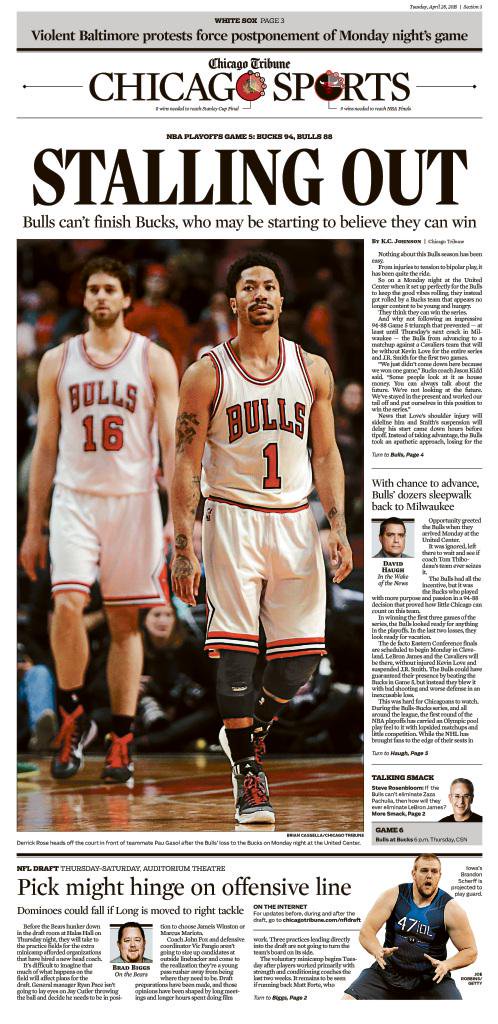 Tuesday, April 28, 2015 | Section 3
WHITE SOX PAGE 3
Violent Baltimore protests force postponement of Monday night's game
Chicago Tribune
CHICAGO SPORTS
8 wins needed to reach Stanley Cup Final
9 wins needed to reach NBA Finals
NBA PLAYOFFS GAME 5: BUCKS 94, BULLS 88
STALLING OUT
Bulls can't finish Bucks, who may be starting to believe they can win
BULLS
16
BULLS
1
BRIAN CASSELLA/CHICAGO TRIBUNE
Derrick Rose heads off the court in front of teammate Pau Gasol after the Bulls' loss to the Bucks on Monday night at the United Center.
BY K.C. JOHNSON | Chicago Tribune
Nothing about this Bulls season has been
easy.
From injuries to tension to bipolar play, it
has been quite the ride.
So on a Monday night at the United
Center when it set up perfectly for the Bulls
to keep the good vibes rolling, they instead
got rolled by a Bucks team that appears no
longer content to be young and hungry.
They think they can win the series.
And why not following an impressive
94-88 Game 5 triumph that prevented — at
least until Thursday's next crack in Mil-
waukee — the Bulls from advancing to a
matchup against a Cavaliers team that will
be without Kevin Love for the entire series
and J.R. Smith for the first two games.
"We just didn't come down here because
we won one game," Bucks coach Jason Kidd
said. "Some people look at it as house
money. You can always talk about the
future. We're not looking at the future.
We've stayed in the present and worked our
tail off and put ourselves in this position to
win the series."
News that Love's shoulder injury will
sideline him and Smith's suspension will
delay his start came down hours before
tipoff. Instead of taking advantage, the Bulls
took an apathetic approach, losing for the
Turn to Bulls, Page 4
With chance to advance,
Bulls' dozers sleepwalk
back to Milwaukee
DAVID
HAUGH
In the Wake
of the News
Opportunity greeted
the Bulls when they
arrived Monday at the
United Center.
It was ignored, left
there to wait and see if
coach Tom Thibo-
deau's team ever seizes
it.
The Bulls had all the
incentive, but it was
the Bucks who played
with more purpose and passion in a 94-88
decision that proved how little Chicago can
count on this team.
In winning the first three games of the
series, the Bulls looked ready for anything
in the playoffs. In the last two losses, they
look ready for vacation.
The de facto Eastern Conference finals
are scheduled to begin Monday in Cleve-
land. LeBron James and the Cavaliers will
be there, without injured Kevin Love and
suspended J.R. Smith. The Bulls could have
guaranteed their presence by beating the
Bucks in Game 5, but instead they blew it
with bad shooting and worse defense in an
inexcusable loss.
This was hard for Chicagoans to watch.
During the Bulls-Bucks series, and all
around the league, the first round of the
NBA playoffs has carried an Olympic pool
play feel to it with lopsided matchups and
little competition. While the NHL has
brought fans to the edge of their seats in
Turn to Haugh, Page 5
TALKING SMACK
Steve Rosenbloom: If the
Bulls can't eliminate Zaza
Pachulia, then how will they
ever eliminate LeBron James?
More Smack, Page 2
GAME 6
Bulls at Bucks 6 p.m. Thursday, CSN
NFL DRAFT THURSDAY-SATURDAY, AUDITORIUM THEATRE
Pick might hinge on offensive line
Dominoes could fall if Long is moved to right tackle
Before the Bears hunker down
in the draft room at Halas Hall on
Thursday night, they will take to
the practice fields for the extra
minicamp afforded organizations
that have hired a new head coach.
It's difficult to imagine that
much of what happens on the
field will affect plans for the
draft. General manager Ryan Pace isn't
going to lay eyes on Jay Cutler throwing
the ball and decide he needs to be in posi-
BRAD BIGGS
On the Bears
tion to choose Jameis Winston or
Marcus Mariota.
Coach John Fox and defensive
coordinator Vic Fangio aren't
going to size up candidates at
outside linebacker and come to
the realization they're a young
pass rusher away from being
where they need to be. Draft
preparations have been made, and those
opinions have been shaped by long meet-
ings and longer hours spent doing film
ON THE INTERNET
For updates before, during and after the
draft, go to chicagotribune.com/nfldraft
work. Three practices leading directly
into the draft are not going to turn the
team's board on its side.
The voluntary minicamp begins Tues-
day after players worked primarily with
strength and conditioning coaches the
last two weeks. It remains to be seen
if running back Matt Forte, who
Turn to Biggs, Page 2
Iowa's
Brandon
Scherff is
projected to
play guard.
47/OL
JOE
ROBBINS/
GETTY